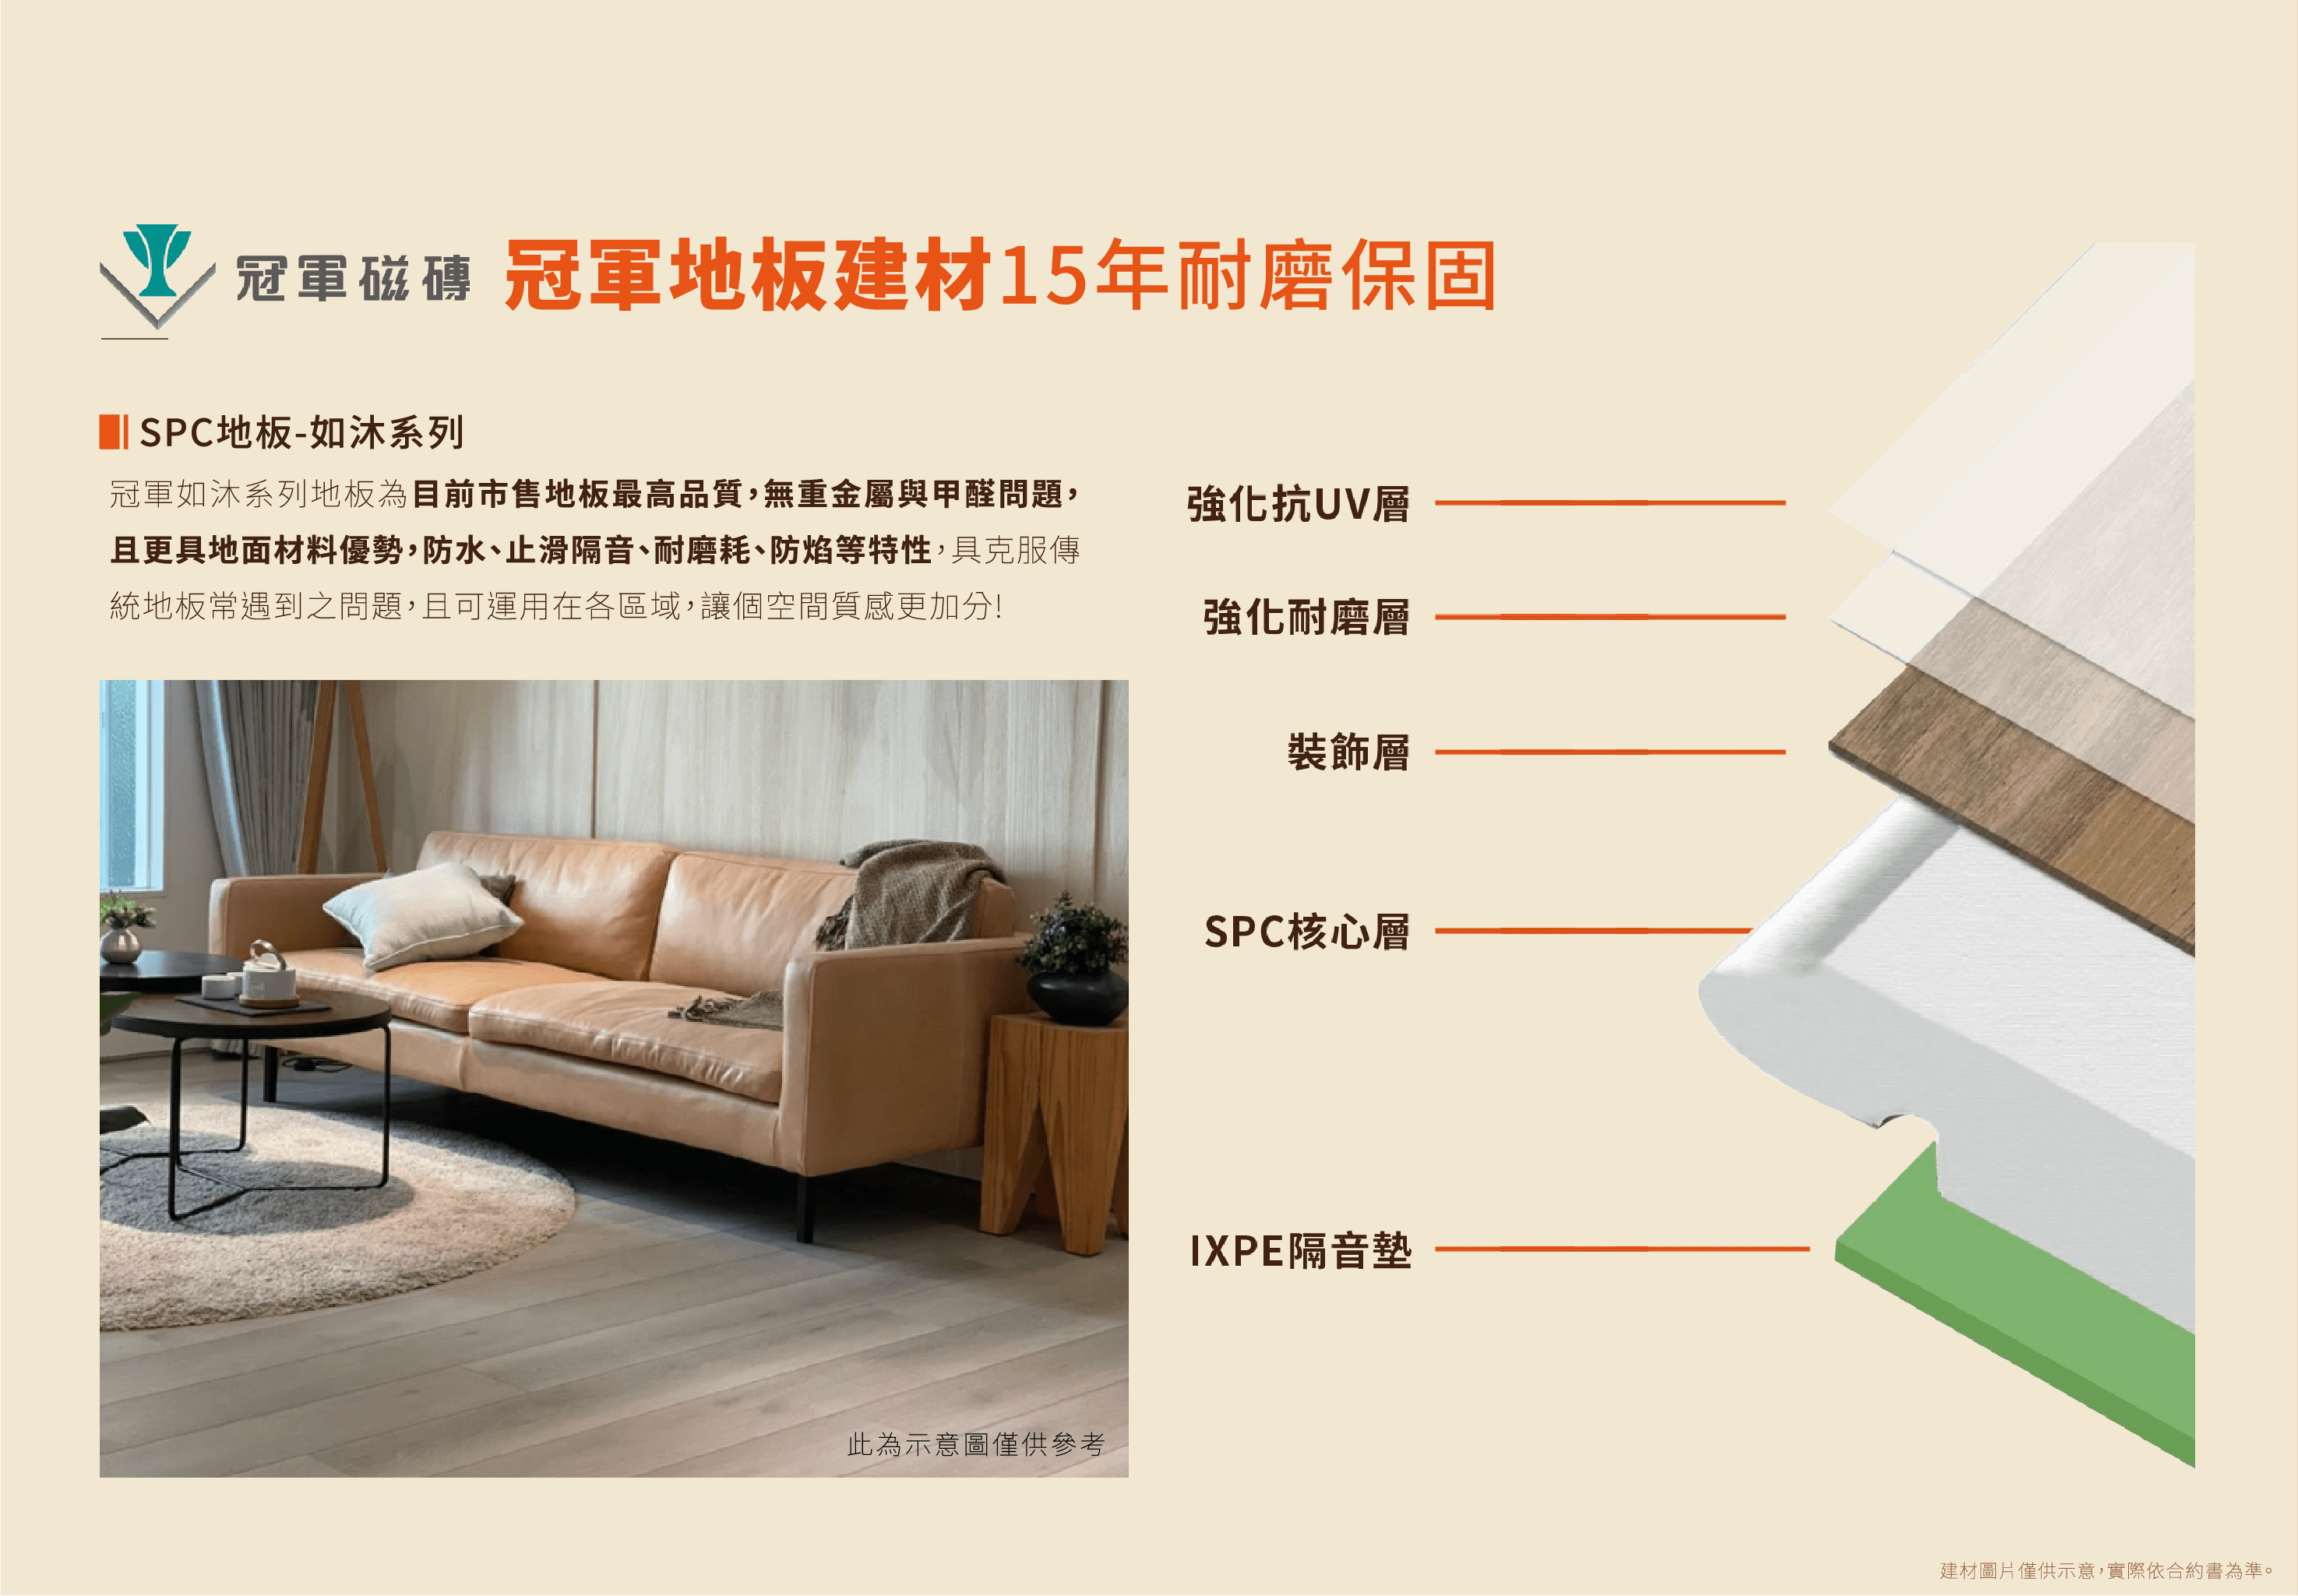 冠軍磁磚 冠軍地板建材15年耐磨保固
SPC地板-如沐系列
冠軍如沐系列地板為目前市售地板最高品質,無重金屬與甲醛問題,
且更具地面材料優勢,防水、止滑隔音、耐磨耗、防焰等特性,具克服傳
統地板常遇到之問題,且可運用在各區域,讓個空間質感更加分!
強化抗UV層
強化耐磨層
裝飾層
SPC核心層
IXPE隔音墊
此為示意圖僅供參考
建材圖片僅供示意,實際依合約書為準。